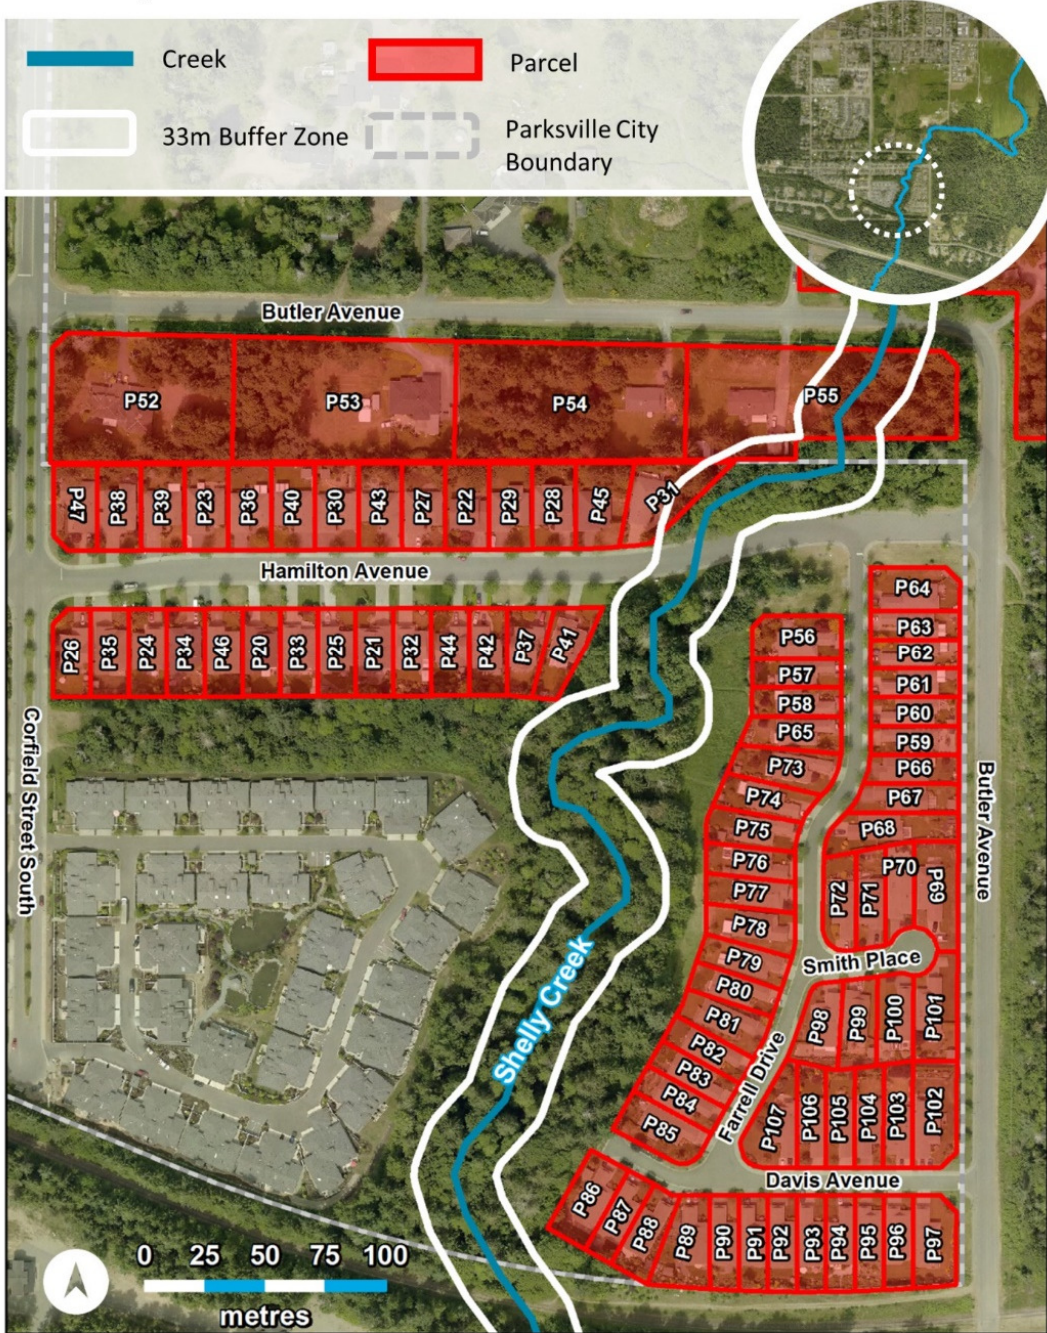 Creek
Parcel
33m Buffer Zone
Parksville City
Boundary
Butler Avenue
P52
P53
P54
P55
P47
P38
P39
P23
P36
P40
P30
P43
P27
P22
P29
P28
P45
P31
Hamilton Avenue
P26
P35
P24
P34
P46
P20
P33
P25
P21
P32
P44
P42
P37
P41
P64
P63
P62
P61
P60
P59
P66
P67
P68
P56
P57
P58
P65
P73
P74
P75
P76
P77
P78
P79
P80
P81
P82
P83
P84
P85
P72
P71
P70
P69
Smith Place
Corfield Street South
Butler Avenue
Shelly Creek
Farrell Drive
P98
P99
P100
P101
P107
P106
P105
P104
P103
P102
Davis Avenue
P86
P87
P88
P89
P90
P91
P92
P93
P94
P95
P96
P97
0 25 50 75 100
metres